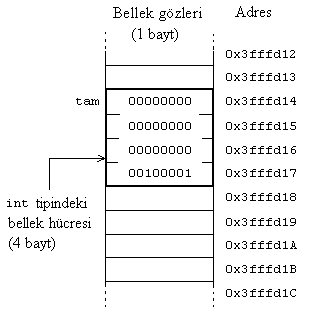 Bellek gözleri Adres
(1 bayt)
0x3fffd12
0x3fffd13
tam 00000000 0x3fffd14
00000000 0x3fffd15
00000000 0x3fffd16
00100001 0x3fffd17
int tipindeki 0x3fffd18
bellek hücresi 0x3fffd19
(4 bayt) 0x3fffd1A
0x3fffd1B
0x3fffd1C